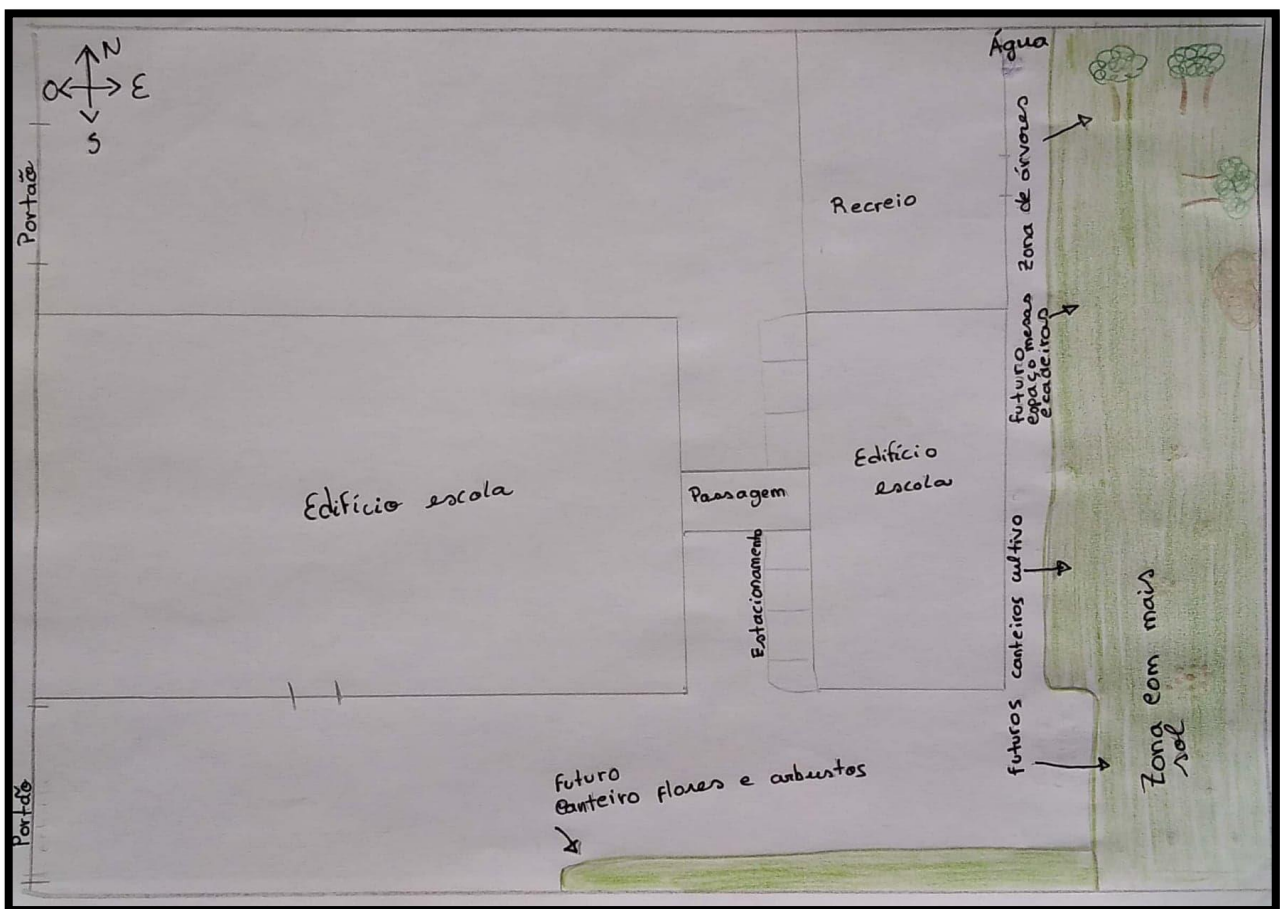 N
O E
S
Portão
Água
zona de árvores
Recreio
futuro
espaço mesas
e cadeiras
Edifício escola
Passagem
Edifício
escola
Estacionamento
futuros canteiros cultivo
zona com mais
sol
Portão
futuro
canteiro flores e arbustos